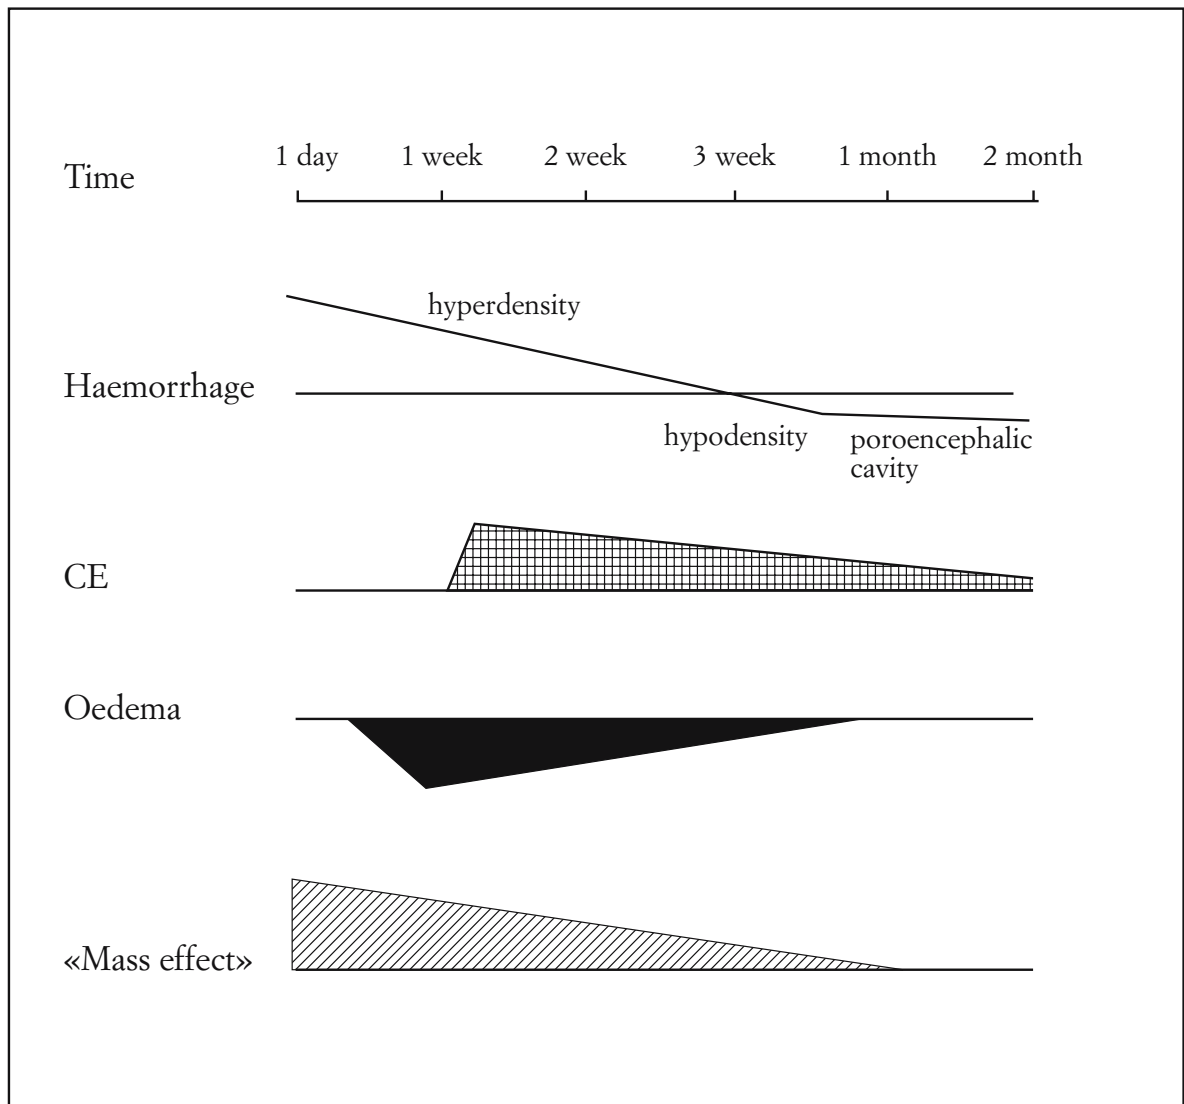 Time
1 day 1 week 2 week 3 week 1 month 2 month
hyperdensity
Haemorrhage
hypodensity
poroencephalic
cavity
CE
Oedema
«Mass effect»